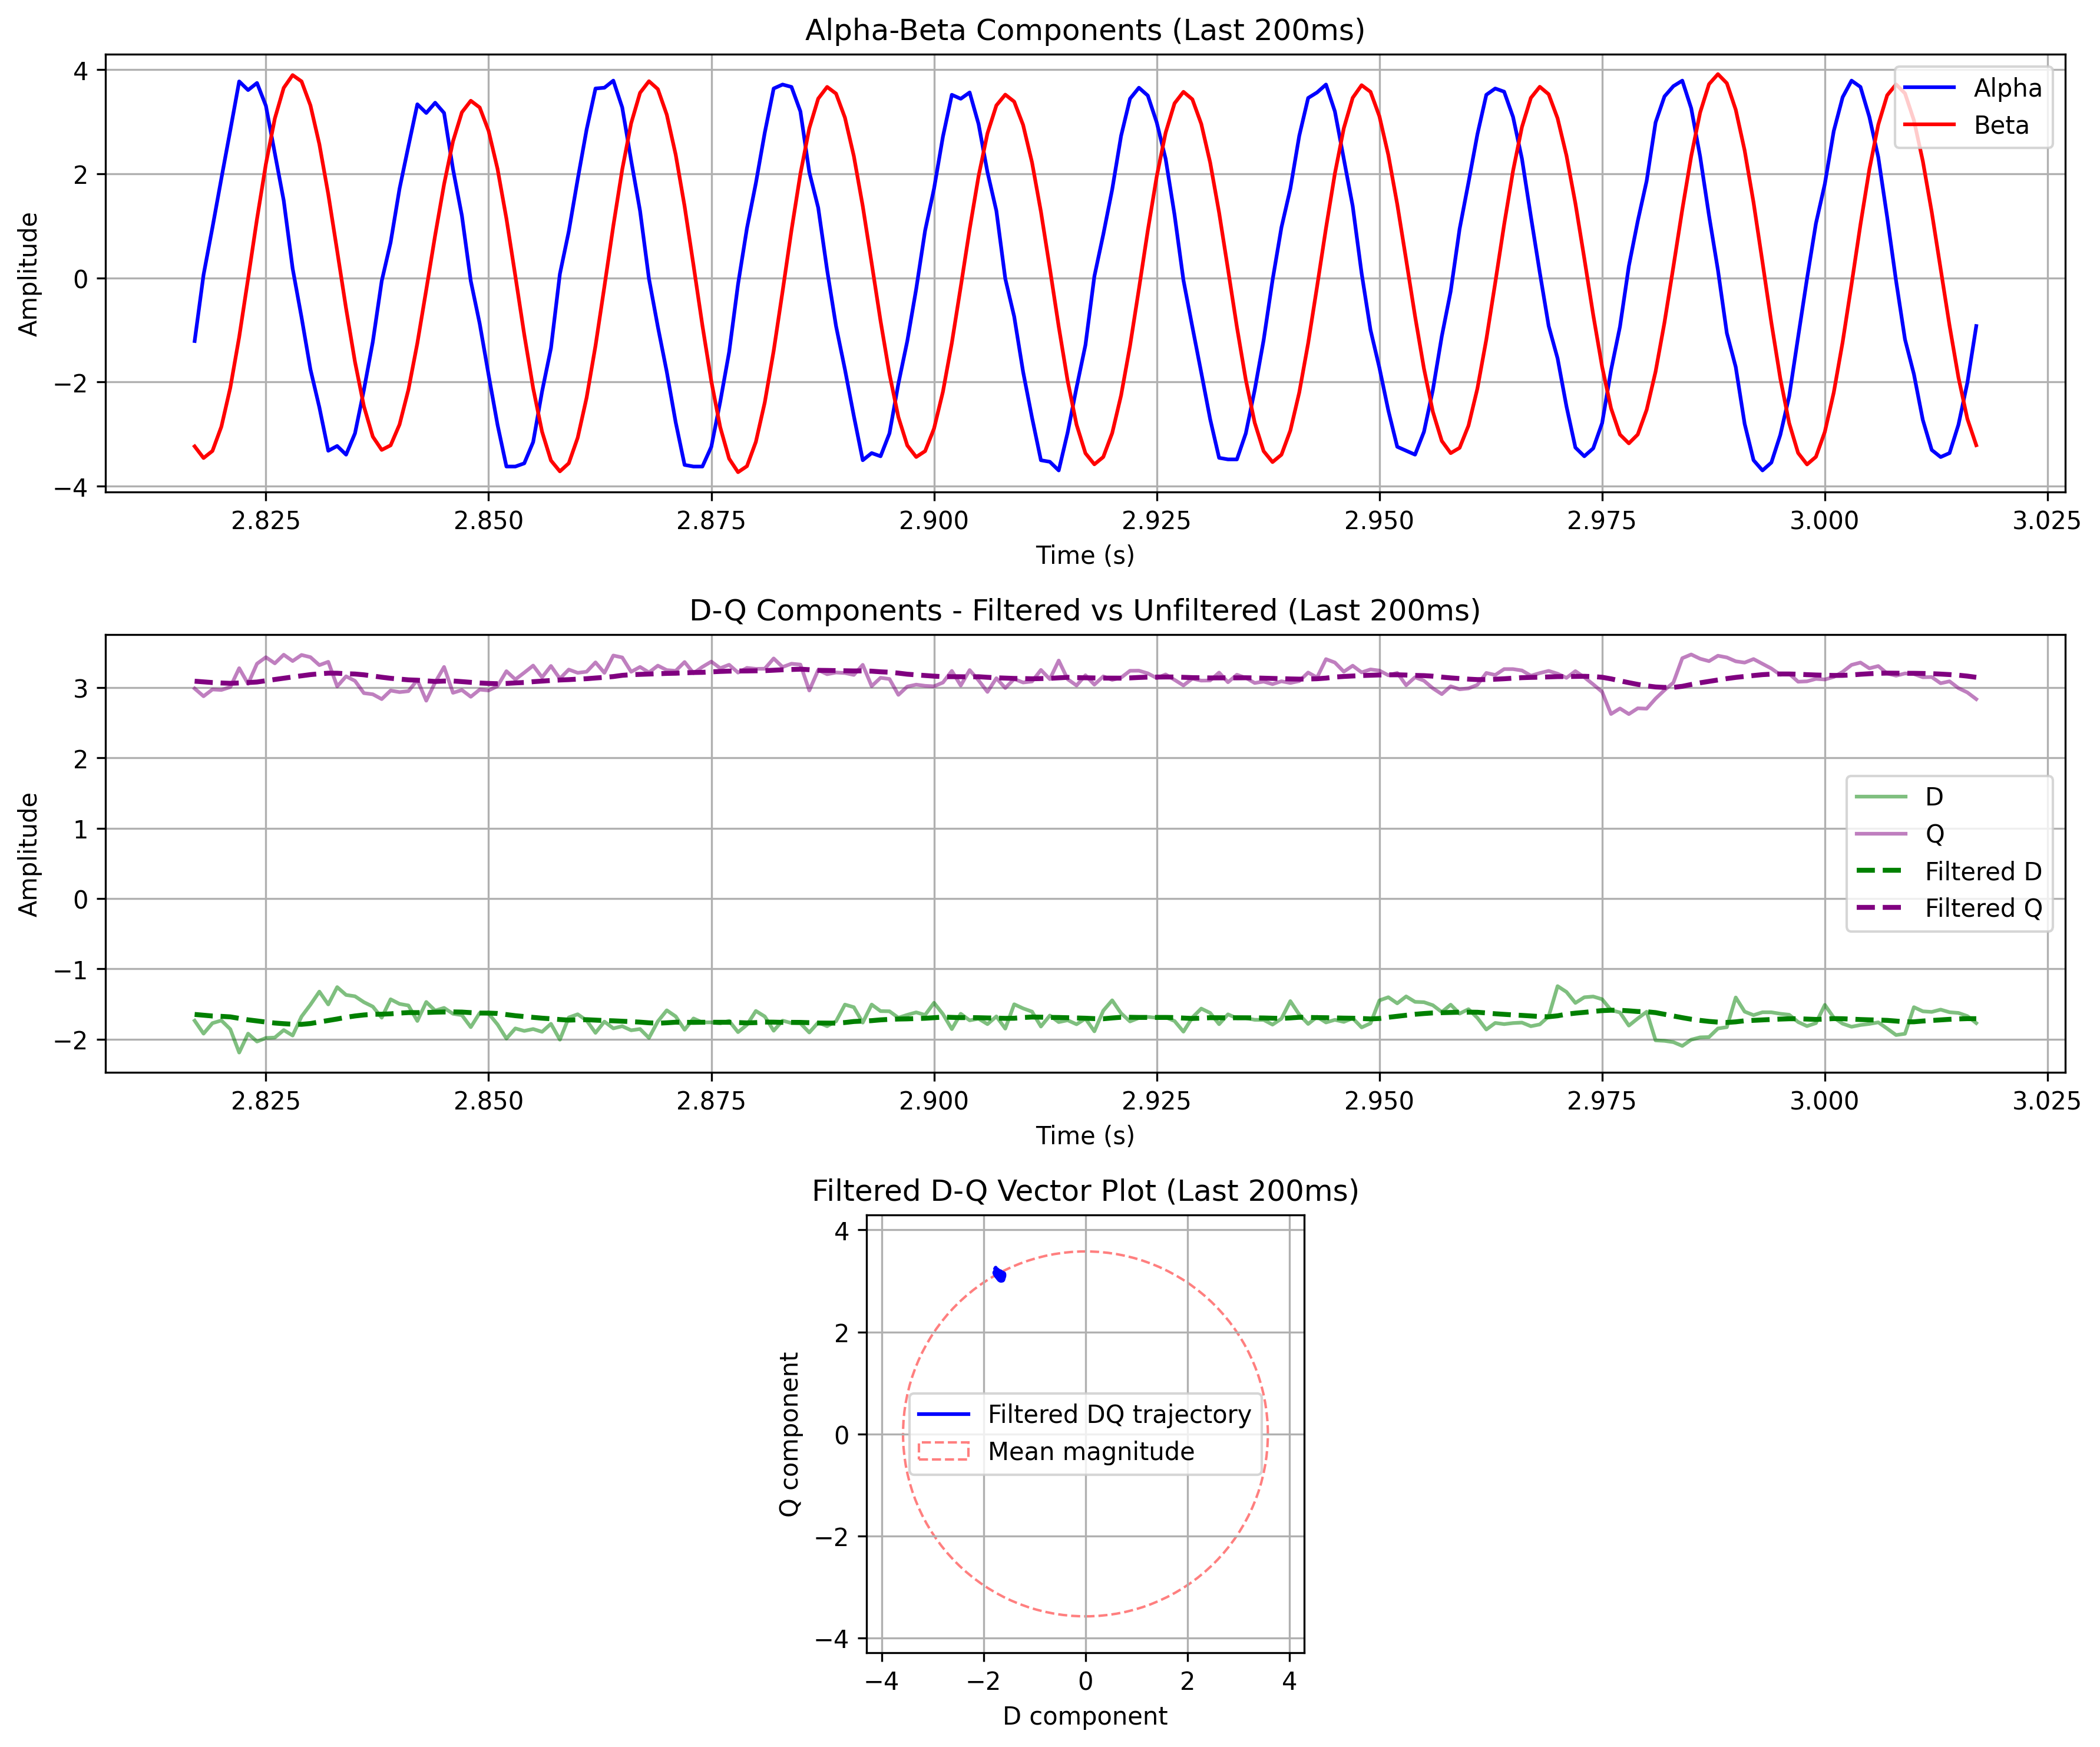 Alpha-Beta Components (Last 200ms)
4
2
0
−2
−4
Amplitude
Alpha
Beta
2.825 2.850 2.875 2.900 2.925 2.950 2.975 3.000 3.025
Time (s)
D-Q Components - Filtered vs Unfiltered (Last 200ms)
3
2
1
0
−1
−2
Amplitude
D
Q
Filtered D
Filtered Q
2.825 2.850 2.875 2.900 2.925 2.950 2.975 3.000 3.025
Time (s)
Filtered D-Q Vector Plot (Last 200ms)
4
2
0
−2
−4
Q component
Filtered DQ trajectory
Mean magnitude
−4 −2 0 2 4
D component